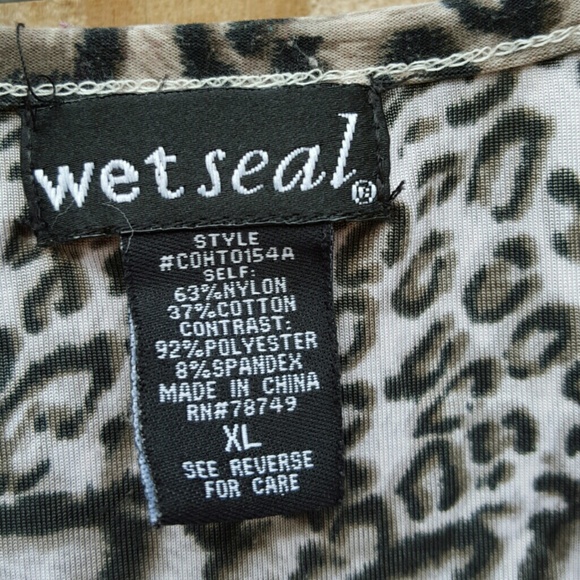 wet seal®
STYLE
#COHT0154A
SELF:
63%NYLON
37%COTTON
CONTRAST:
92%POLYESTER
8%SPANDEX
MADE IN CHINA
RN#78749
XL
SEE REVERSE
FOR CARE